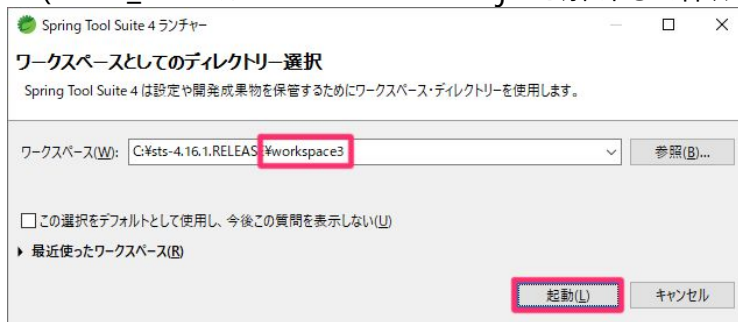 Spring Tool Suite 4 ランチャー
ワークスペースとしてのディレクトリー選択
Spring Tool Suite 4 は設定や開発成果物を保管するためにワークスペース・ディレクトリーを使用します。
ワークスペース(W): C:¥sts-4.16.1.RELEAS ¥workspace3 参照(B)...
この選択をデフォルトとして使用し、今後この質問を表示しない(U)
最近使ったワークスペース(R)
起動(L) キャンセル